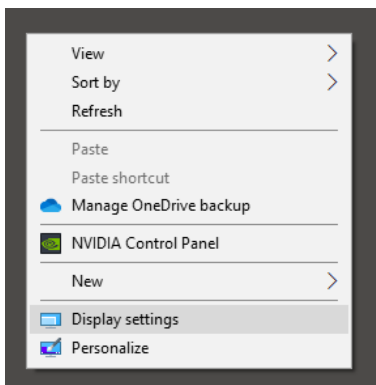 View
Sort by
Refresh
Paste
Paste shortcut
Manage OneDrive backup
NVIDIA Control Panel
New
Display settings
Personalize